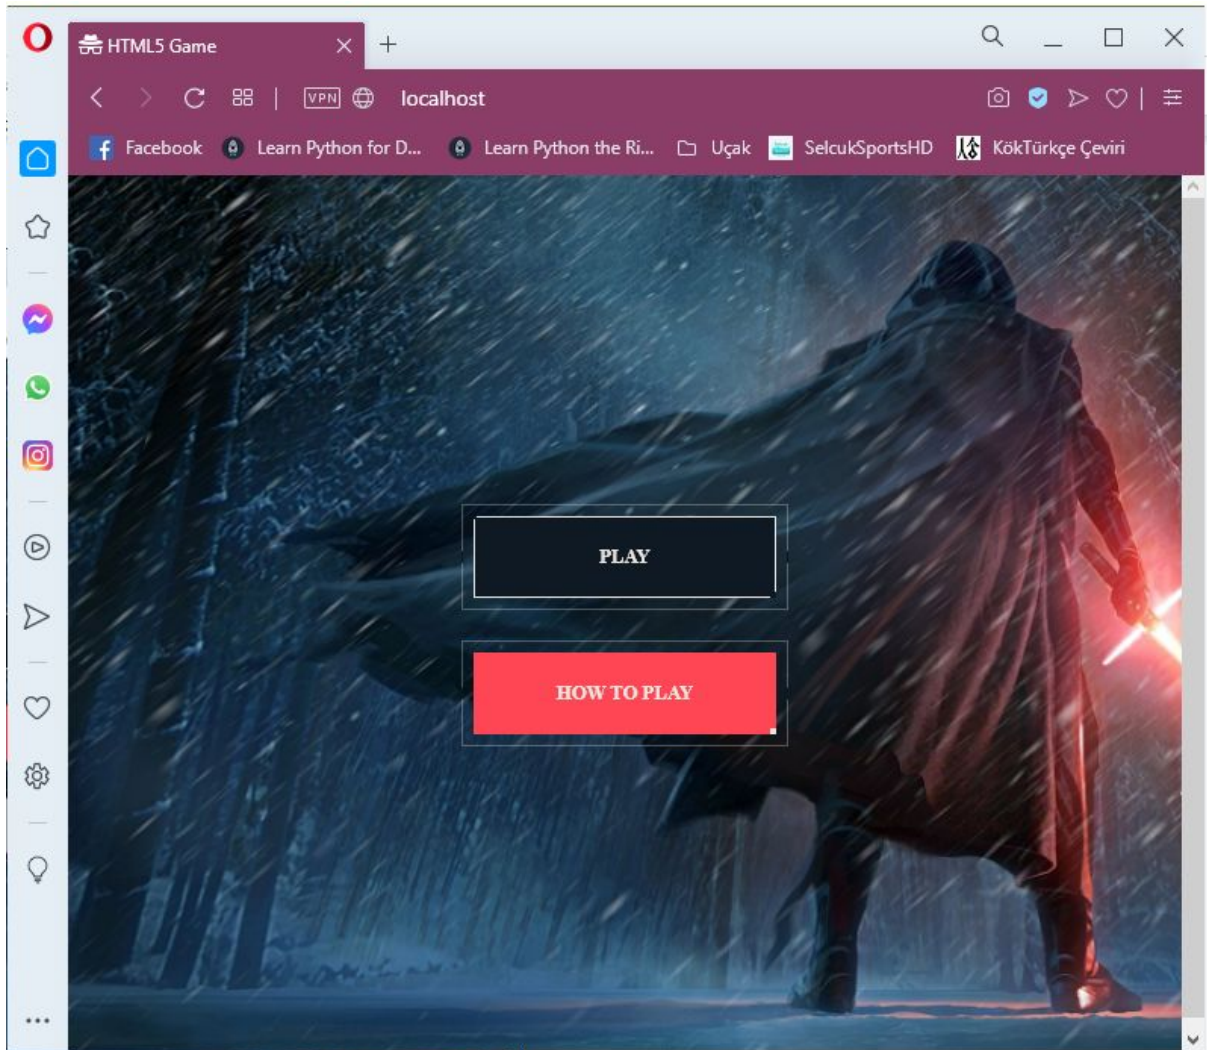 HTML5 Game
VPN localhost
Facebook Learn Python for D... Learn Python the Ri... Uçak SelcukSportsHD KökTürkçe Çeviri
PLAY
HOW TO PLAY